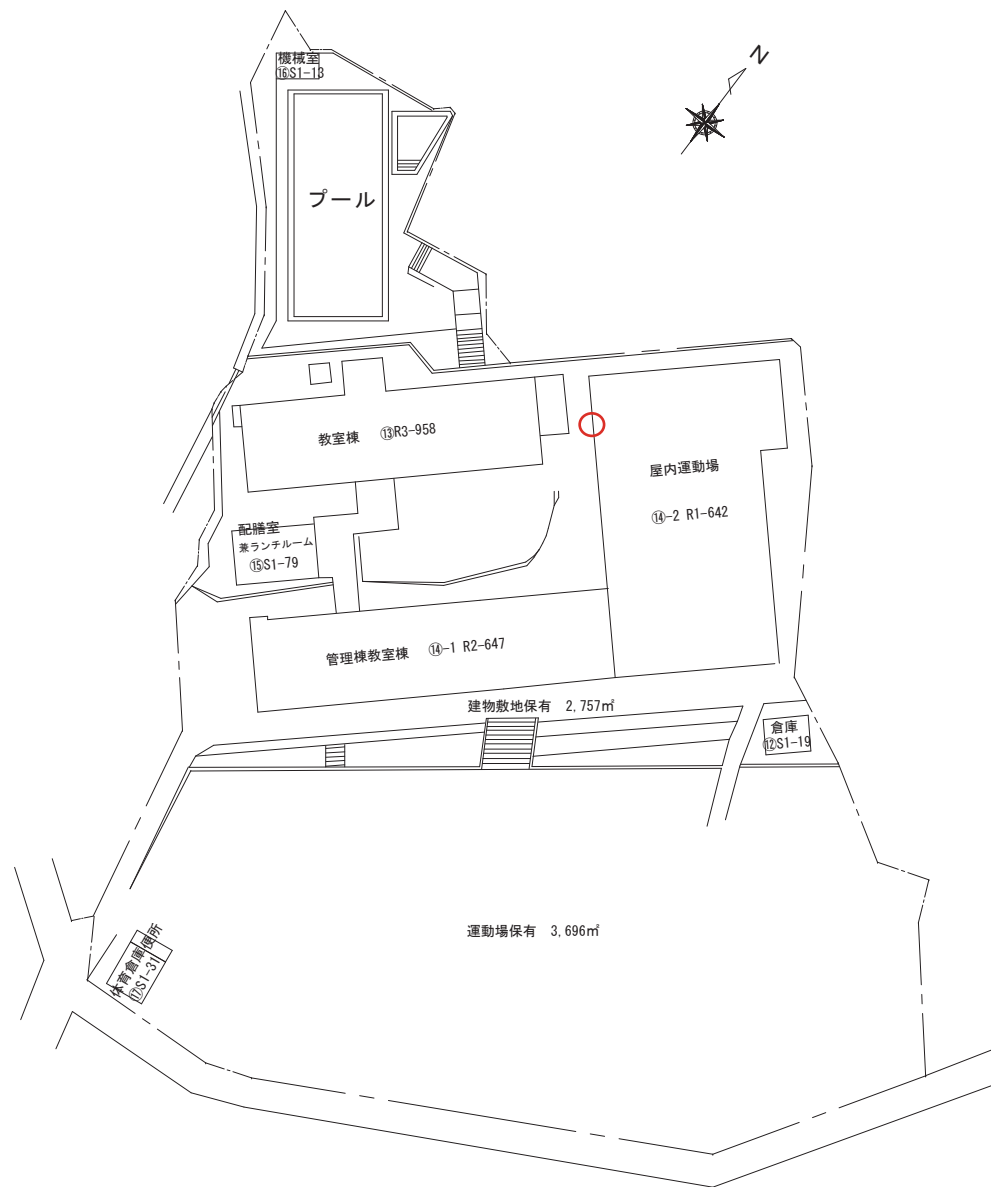 機械室
⑯S1-13
N
プール
教室棟 ⑬R3-958
屋内運動場
⑭-2 R1-642
配膳室
兼ランチルーム
⑮S1-79
管理棟教室棟 ⑭-1 R2-647
建物敷地保有 2,757㎡
倉庫
⑫S1-19
運動場保有 3,696㎡
体育倉庫便所
⑰S1-31